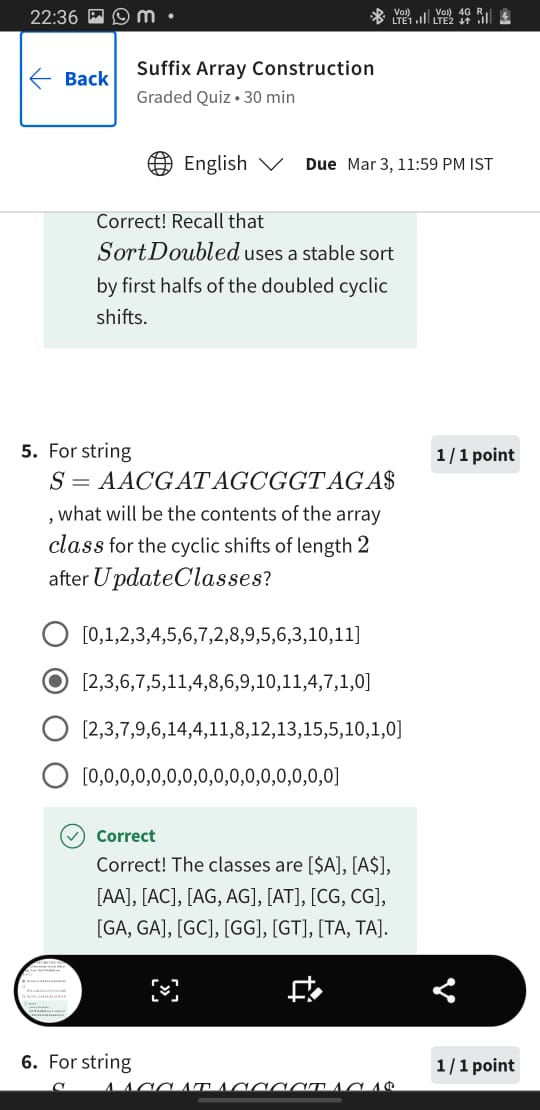 22:36 m • Vo)) LTE1 Vo)) LTE2 4G R
← Back
Suffix Array Construction
Graded Quiz • 30 min
English Due Mar 3, 11:59 PM IST
Correct! Recall that
SortDoubled uses a stable sort
by first halfs of the doubled cyclic
shifts.
5. For string 1 / 1 point
S = AACGATAGCGGTAGA$
, what will be the contents of the array
class for the cyclic shifts of length 2
after UpdateClasses?
[0,1,2,3,4,5,6,7,2,8,9,5,6,3,10,11]
[2,3,6,7,5,11,4,8,6,9,10,11,4,7,1,0]
[2,3,7,9,6,14,4,11,8,12,13,15,5,10,1,0]
[0,0,0,0,0,0,0,0,0,0,0,0,0,0,0,0]
Correct
Correct! The classes are [$A], [A$],
[AA], [AC], [AG, AG], [AT], [CG, CG],
[GA, GA], [GC], [GG], [GT], [TA, TA].
6. For string 1 / 1 point